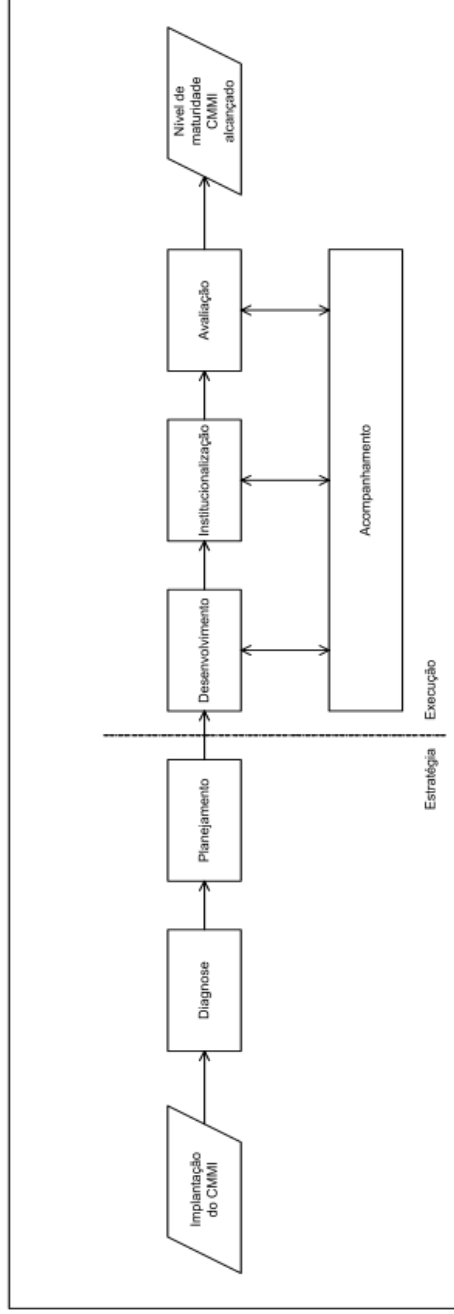 Implantação
do CMMI
Diagnose
Planejamento
Desenvolvimento
Institucionalização
Avaliação
Nível de
maturidade
CMMI
alcançado
Acompanhamento
Estratégia
Execução